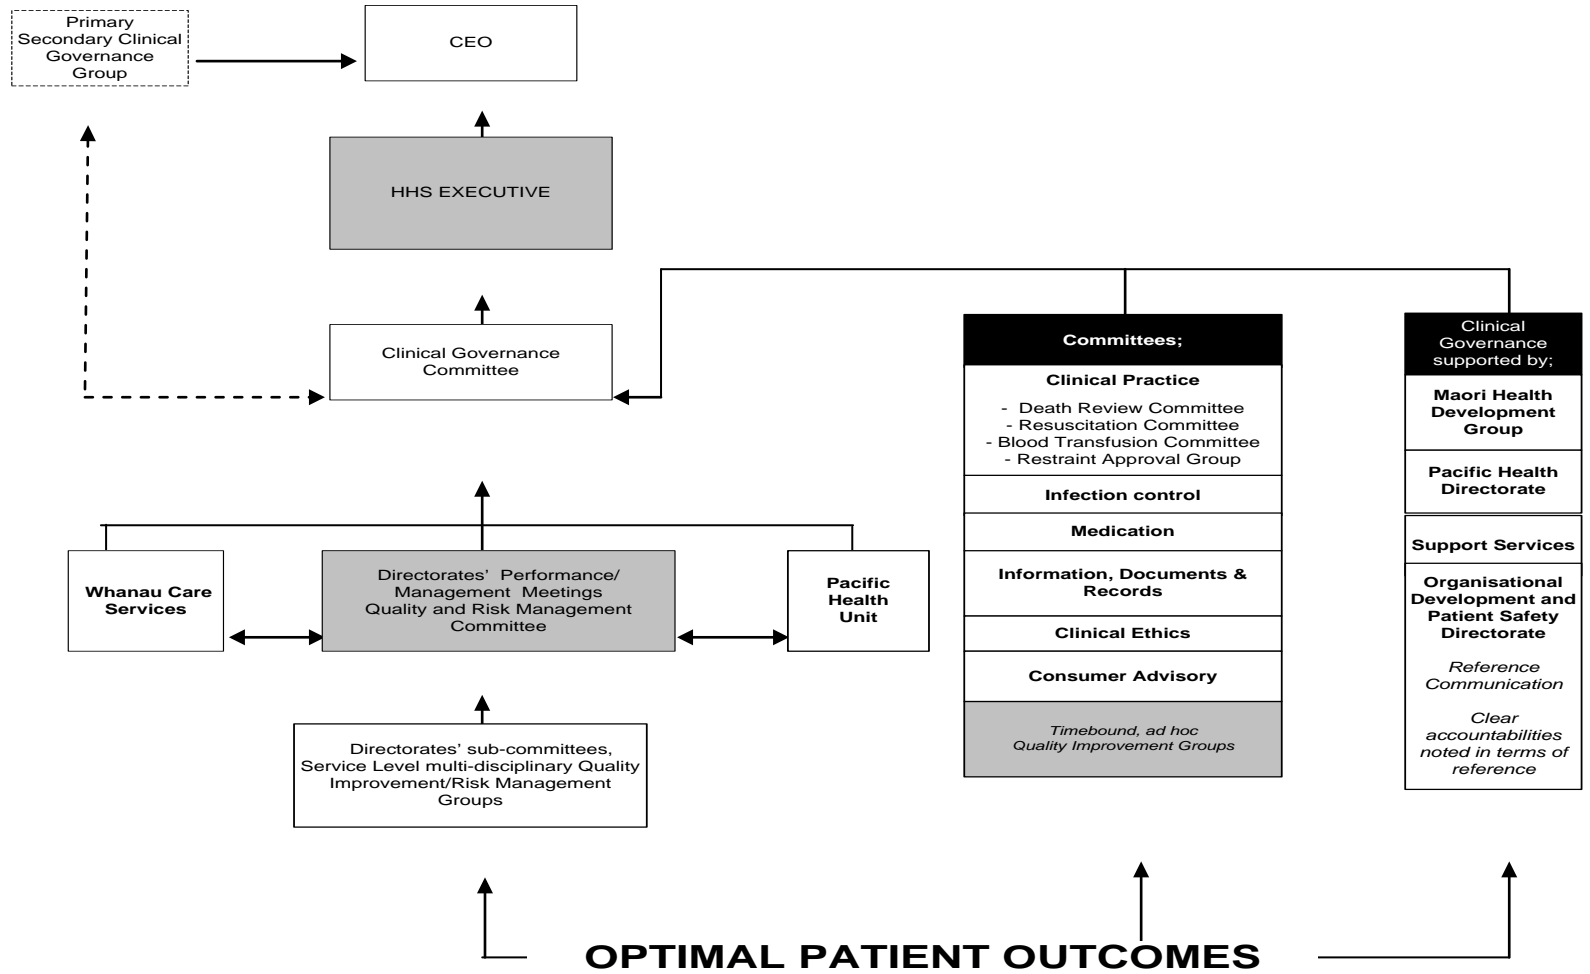 Primary
Secondary Clinical
Governance
Group
CEO
HHS EXECUTIVE
Clinical Governance
Committee
Whanau Care
Services
Directorates' Performance/
Management Meetings
Quality and Risk Management
Committee
Pacific
Health
Unit
Directorates' sub-committees,
Service Level multi-disciplinary Quality
Improvement/Risk Management
Groups
Committees;
Clinical Practice
- Death Review Committee
- Resuscitation Committee
- Blood Transfusion Committee
- Restraint Approval Group
Infection control
Medication
Information, Documents &
Records
Clinical Ethics
Consumer Advisory
Timebound, ad hoc
Quality Improvement Groups
Clinical
Governance
supported by;
Maori Health
Development
Group
Pacific Health
Directorate
Support Services
Organisational
Development and
Patient Safety
Directorate
Reference
Communication
Clear
accountabilities
noted in terms of
reference
OPTIMAL PATIENT OUTCOMES